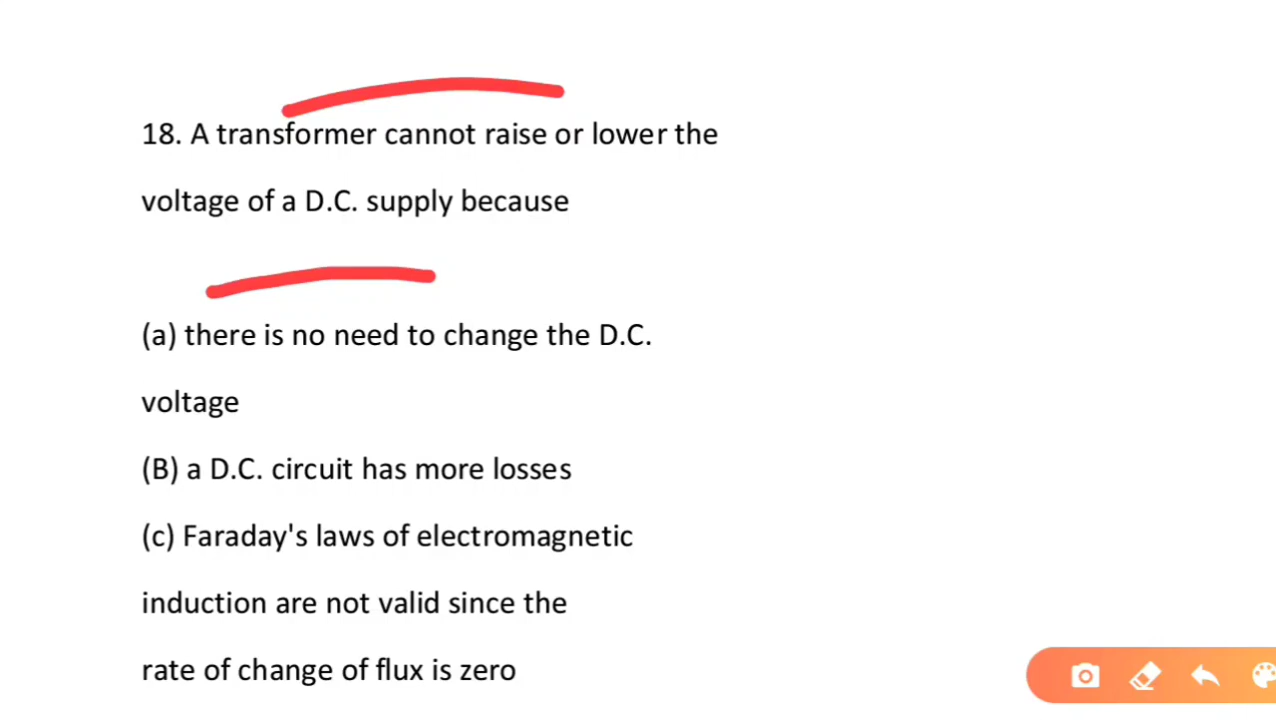 18. A transformer cannot raise or lower the
voltage of a D.C. supply because
(a) there is no need to change the D.C.
voltage
(B) a D.C. circuit has more losses
(c) Faraday's laws of electromagnetic
induction are not valid since the
rate of change of flux is zero